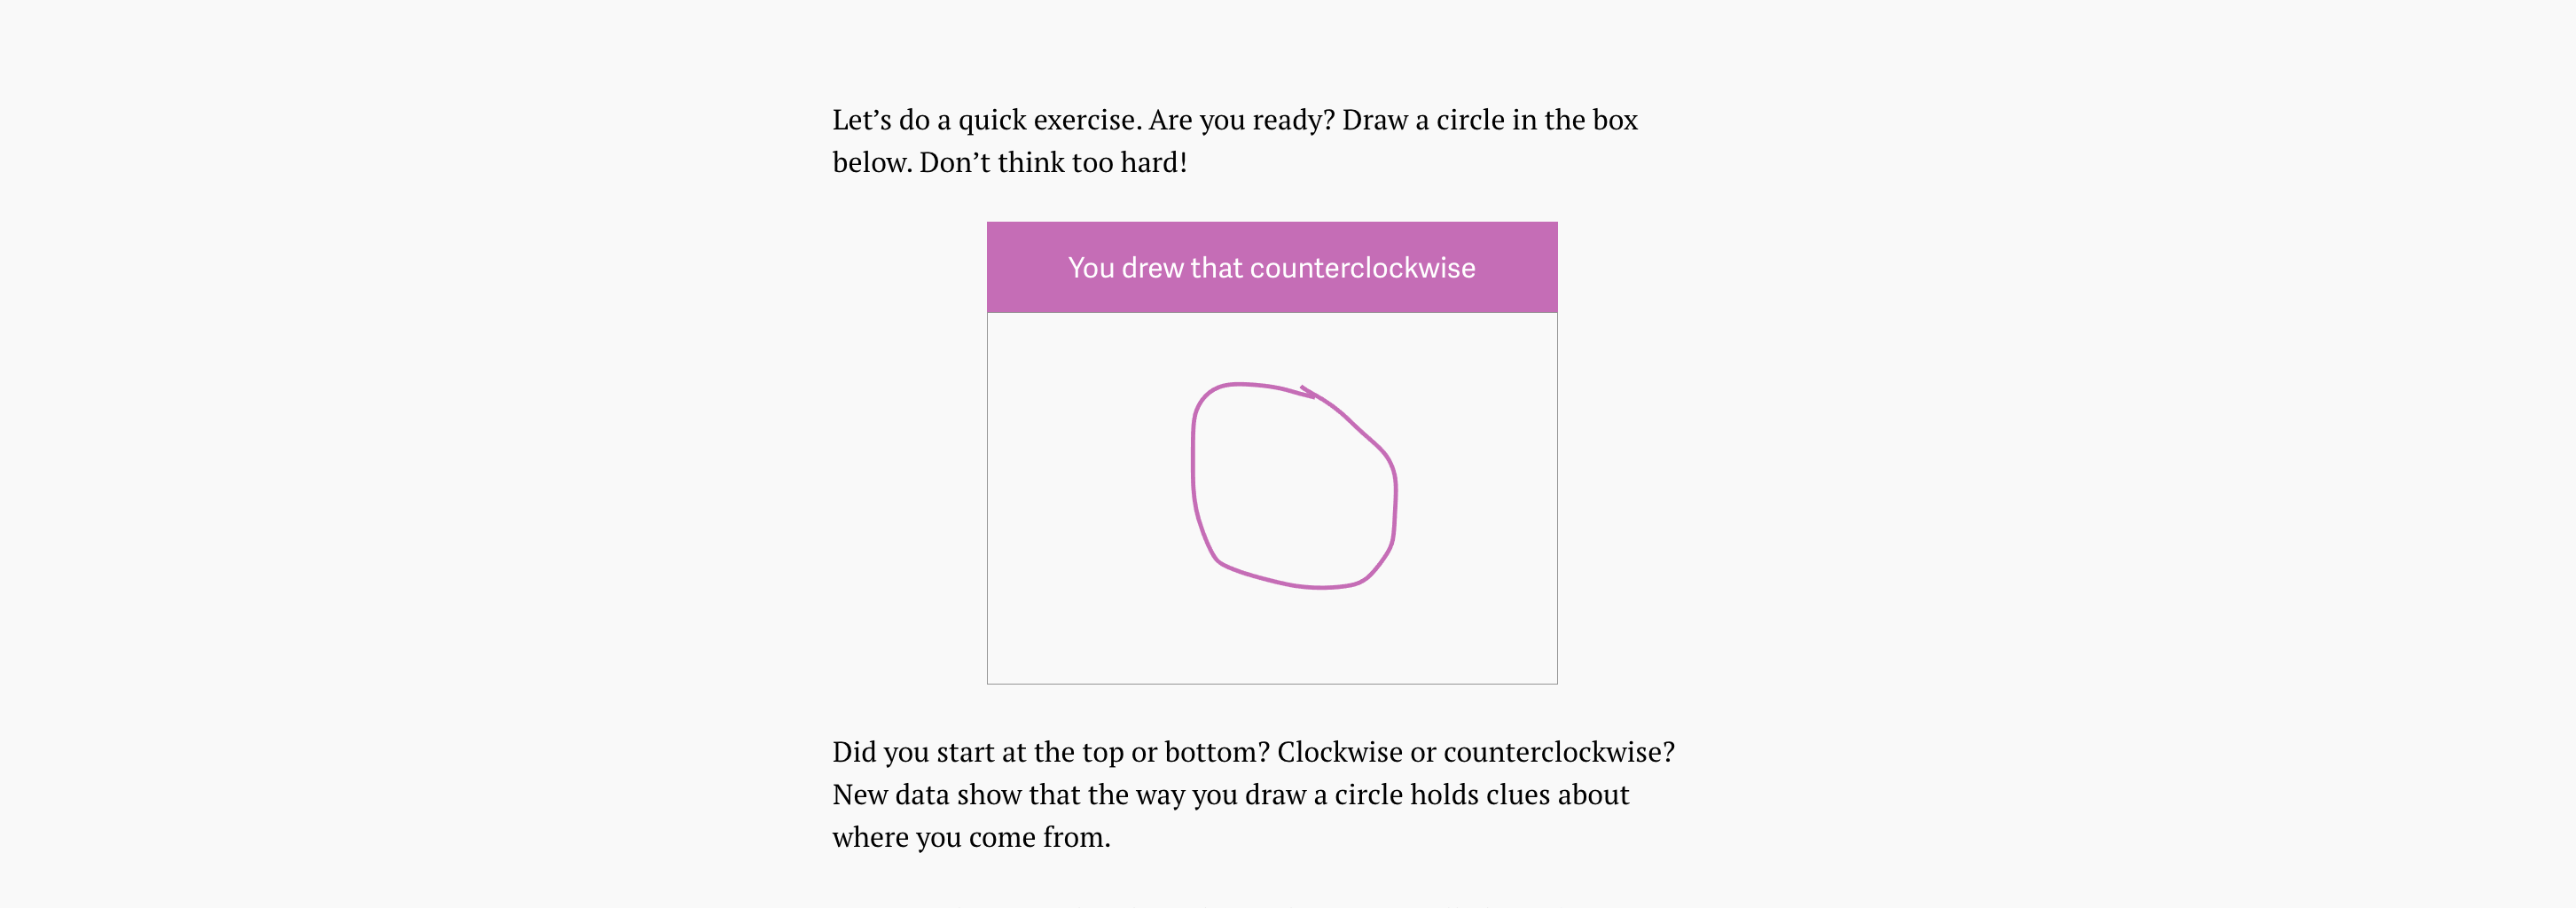 Let’s do a quick exercise. Are you ready? Draw a circle in the box
below. Don’t think too hard!
You drew that counterclockwise
Did you start at the top or bottom? Clockwise or counterclockwise?
New data show that the way you draw a circle holds clues about
where you come from.